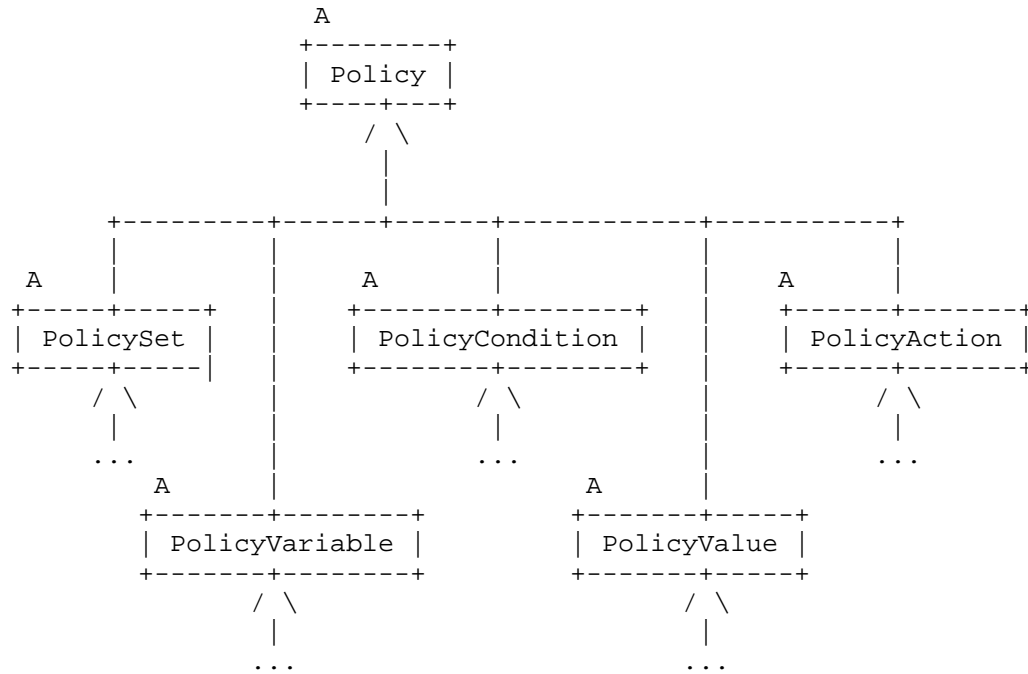 A
Policy
A A A
PolicySet PolicyCondition PolicyAction
... ... ...
A A
PolicyVariable PolicyValue
... ...